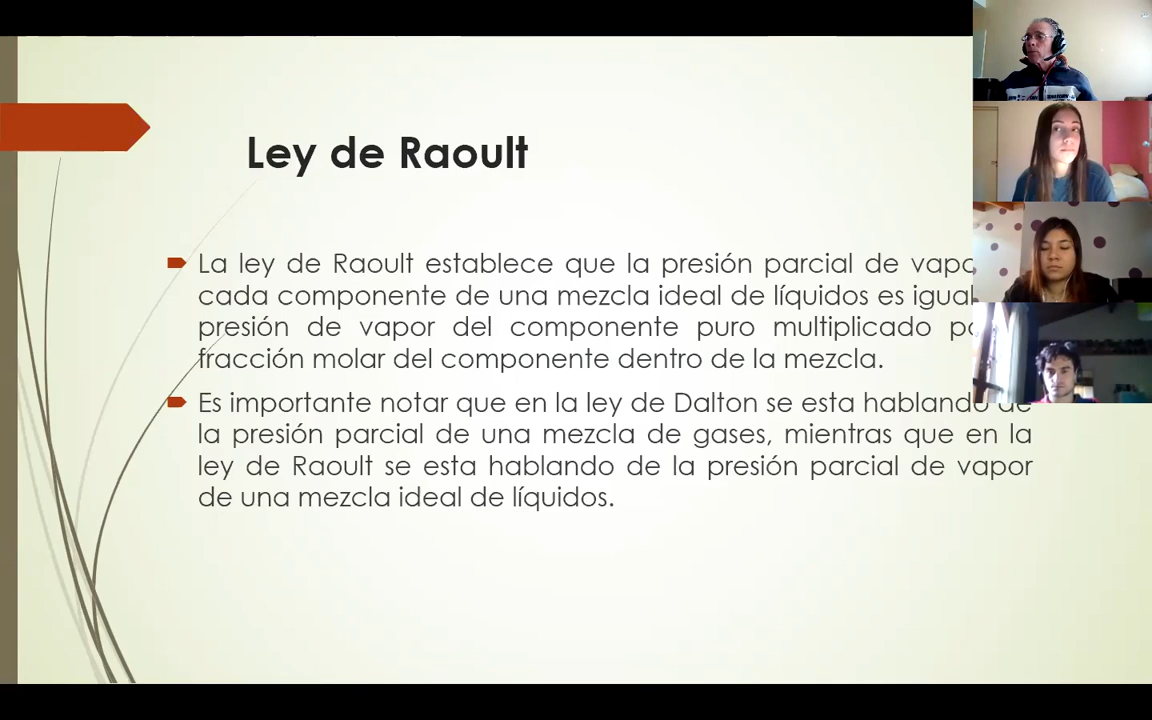 Ley de Raoult
La ley de Raoult establece que la presión parcial de
cada componente de una mezcla ideal de líquidos es igual
presión de vapor del componente puro multiplicado
fracción molar del componente dentro de la mezcla.
Es importante notar que en la ley de Dalton se esta hablando de
la presión parcial de una mezcla de gases, mientras que en la
ley de Raoult se esta hablando de la presión parcial de vapor
de una mezcla ideal de líquidos.